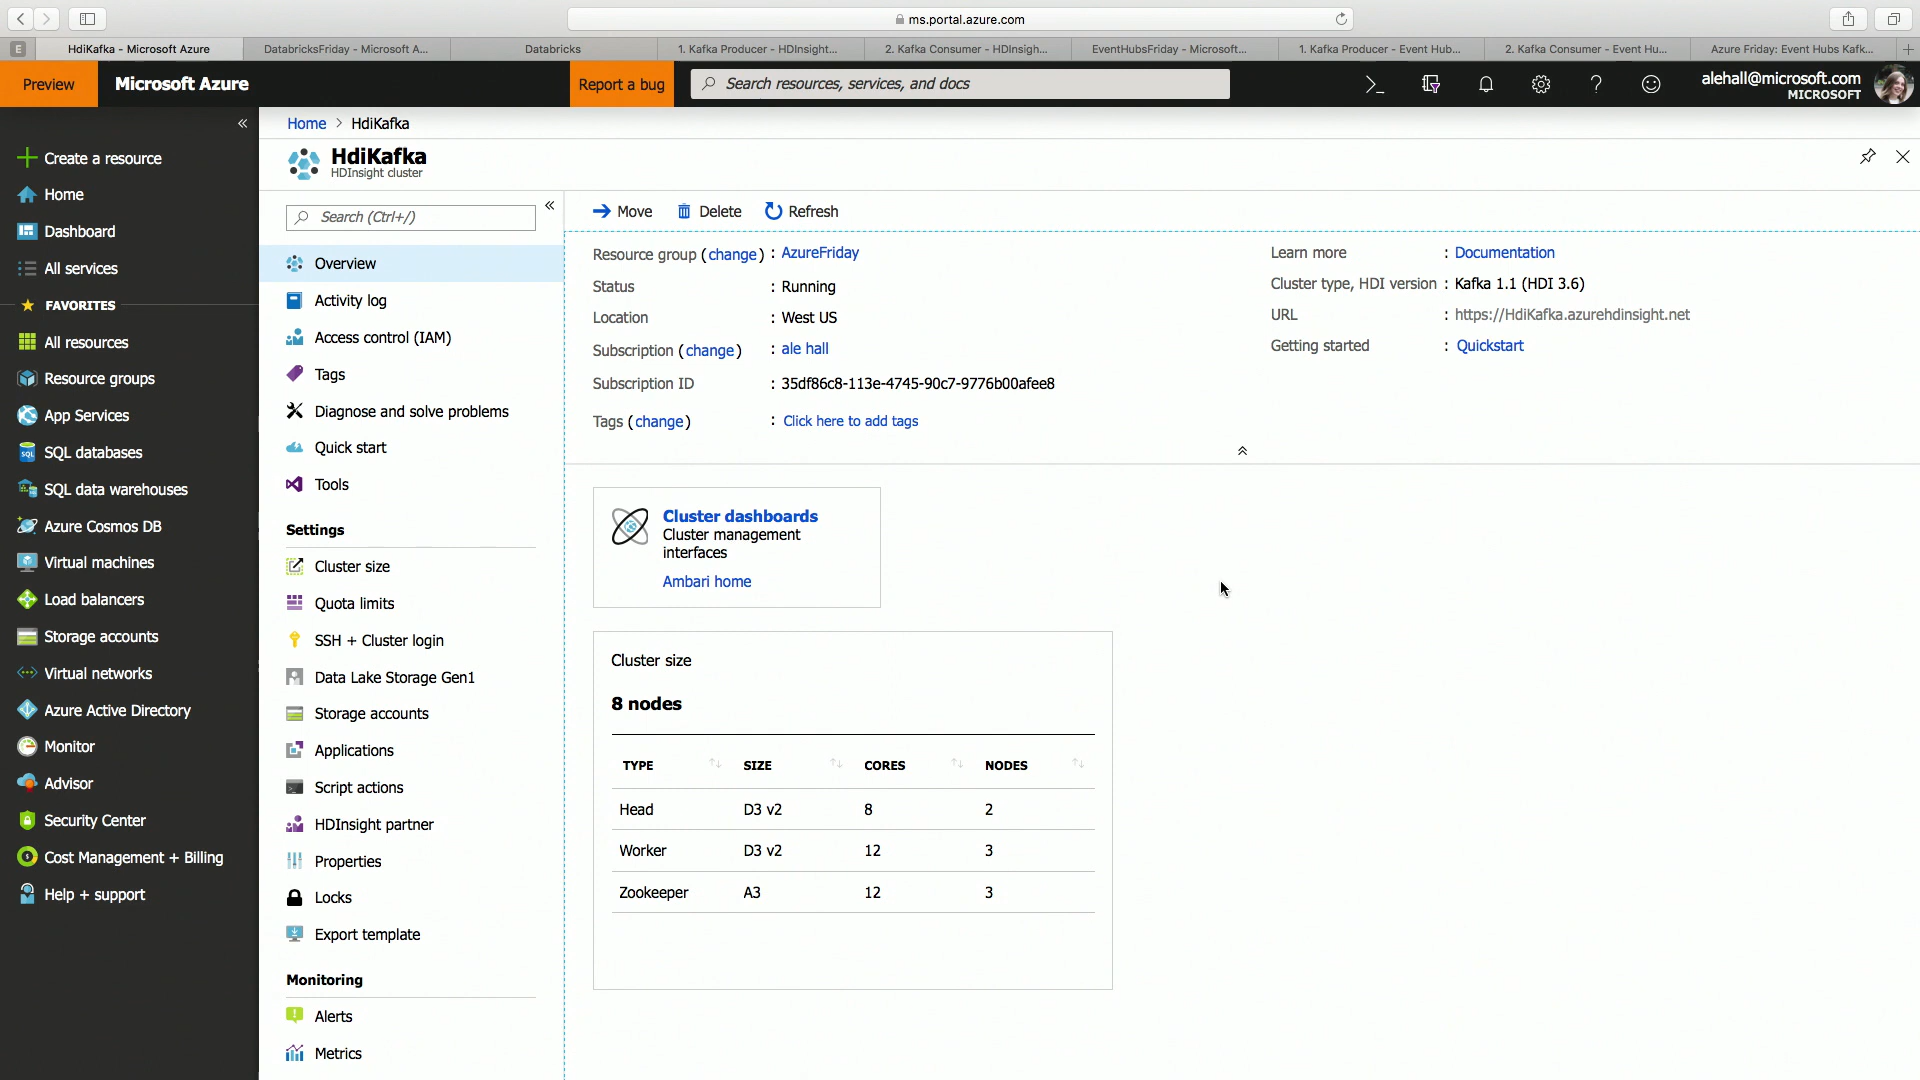 ms.portal.azure.com
E
HdiKafka - Microsoft Azure
DatabricksFriday - Microsoft A...
Databricks
1. Kafka Producer - HDInsight...
2. Kafka Consumer - HDInsigh...
EventHubsFriday - Microsoft...
1. Kafka Producer - Event Hub...
2. Kafka Consumer - Event Hu...
Azure Friday: Event Hubs Kafk...
Preview
Microsoft Azure
Report a bug
Search resources, services, and docs
alehall@microsoft.com
MICROSOFT
Create a resource
Home
Dashboard
All services
FAVORITES
All resources
Resource groups
App Services
SQL databases
SQL data warehouses
Azure Cosmos DB
Virtual machines
Load balancers
Storage accounts
Virtual networks
Azure Active Directory
Monitor
Advisor
Security Center
Cost Management + Billing
Help + support
Home > HdiKafka
HdiKafka
HDInsight cluster
Search (Ctrl+/)
Overview
Activity log
Access control (IAM)
Tags
Diagnose and solve problems
Quick start
Tools
Settings
Cluster size
Quota limits
SSH + Cluster login
Data Lake Storage Gen1
Storage accounts
Applications
Script actions
HDInsight partner
Properties
Locks
Export template
Monitoring
Alerts
Metrics
Move Delete Refresh
Resource group (change) : AzureFriday
Status : Running
Location : West US
Subscription (change) : ale hall
Subscription ID : 35df86c8-113e-4745-90c7-9776b00afee8
Tags (change) : Click here to add tags
Learn more : Documentation
Cluster type, HDI version : Kafka 1.1 (HDI 3.6)
URL : https://HdiKafka.azurehdinsight.net
Getting started : Quickstart
Cluster dashboards
Cluster management
interfaces
Ambari home
Cluster size
8 nodes
TYPE SIZE CORES NODES
Head D3 v2 8 2
Worker D3 v2 12 3
Zookeeper A3 12 3